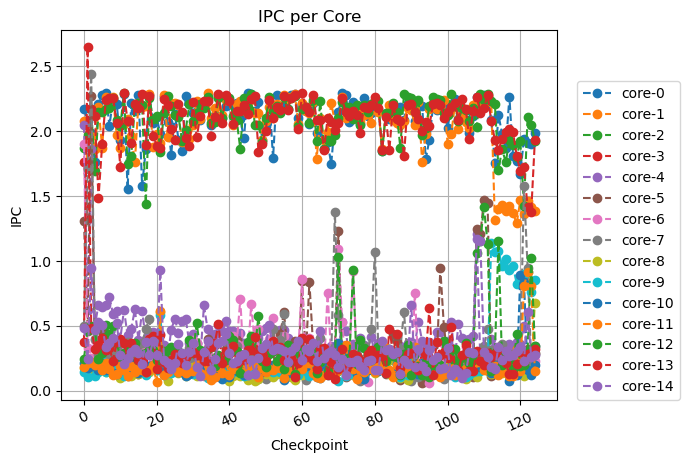 IPC per Core
IPC
2.5
2.0
1.5
1.0
0.5
0.0
0
20
40
60
80
100
120
Checkpoint
core-0
core-1
core-2
core-3
core-4
core-5
core-6
core-7
core-8
core-9
core-10
core-11
core-12
core-13
core-14